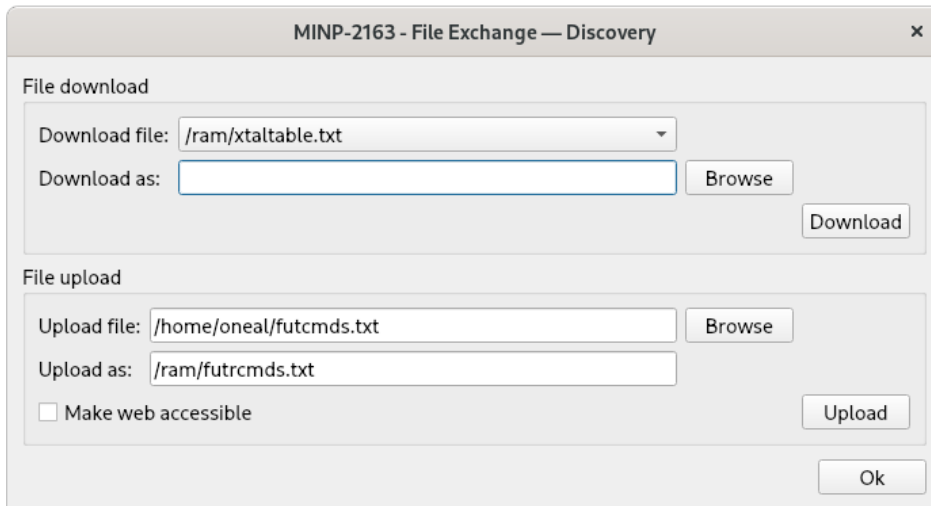 MINP-2163 - File Exchange — Discovery ×
File download
Download file: /ram/xtaltable.txt
Download as: Browse
Download
File upload
Upload file: /home/oneal/futcmds.txt Browse
Upload as: /ram/futrcmds.txt
Make web accessible Upload
Ok